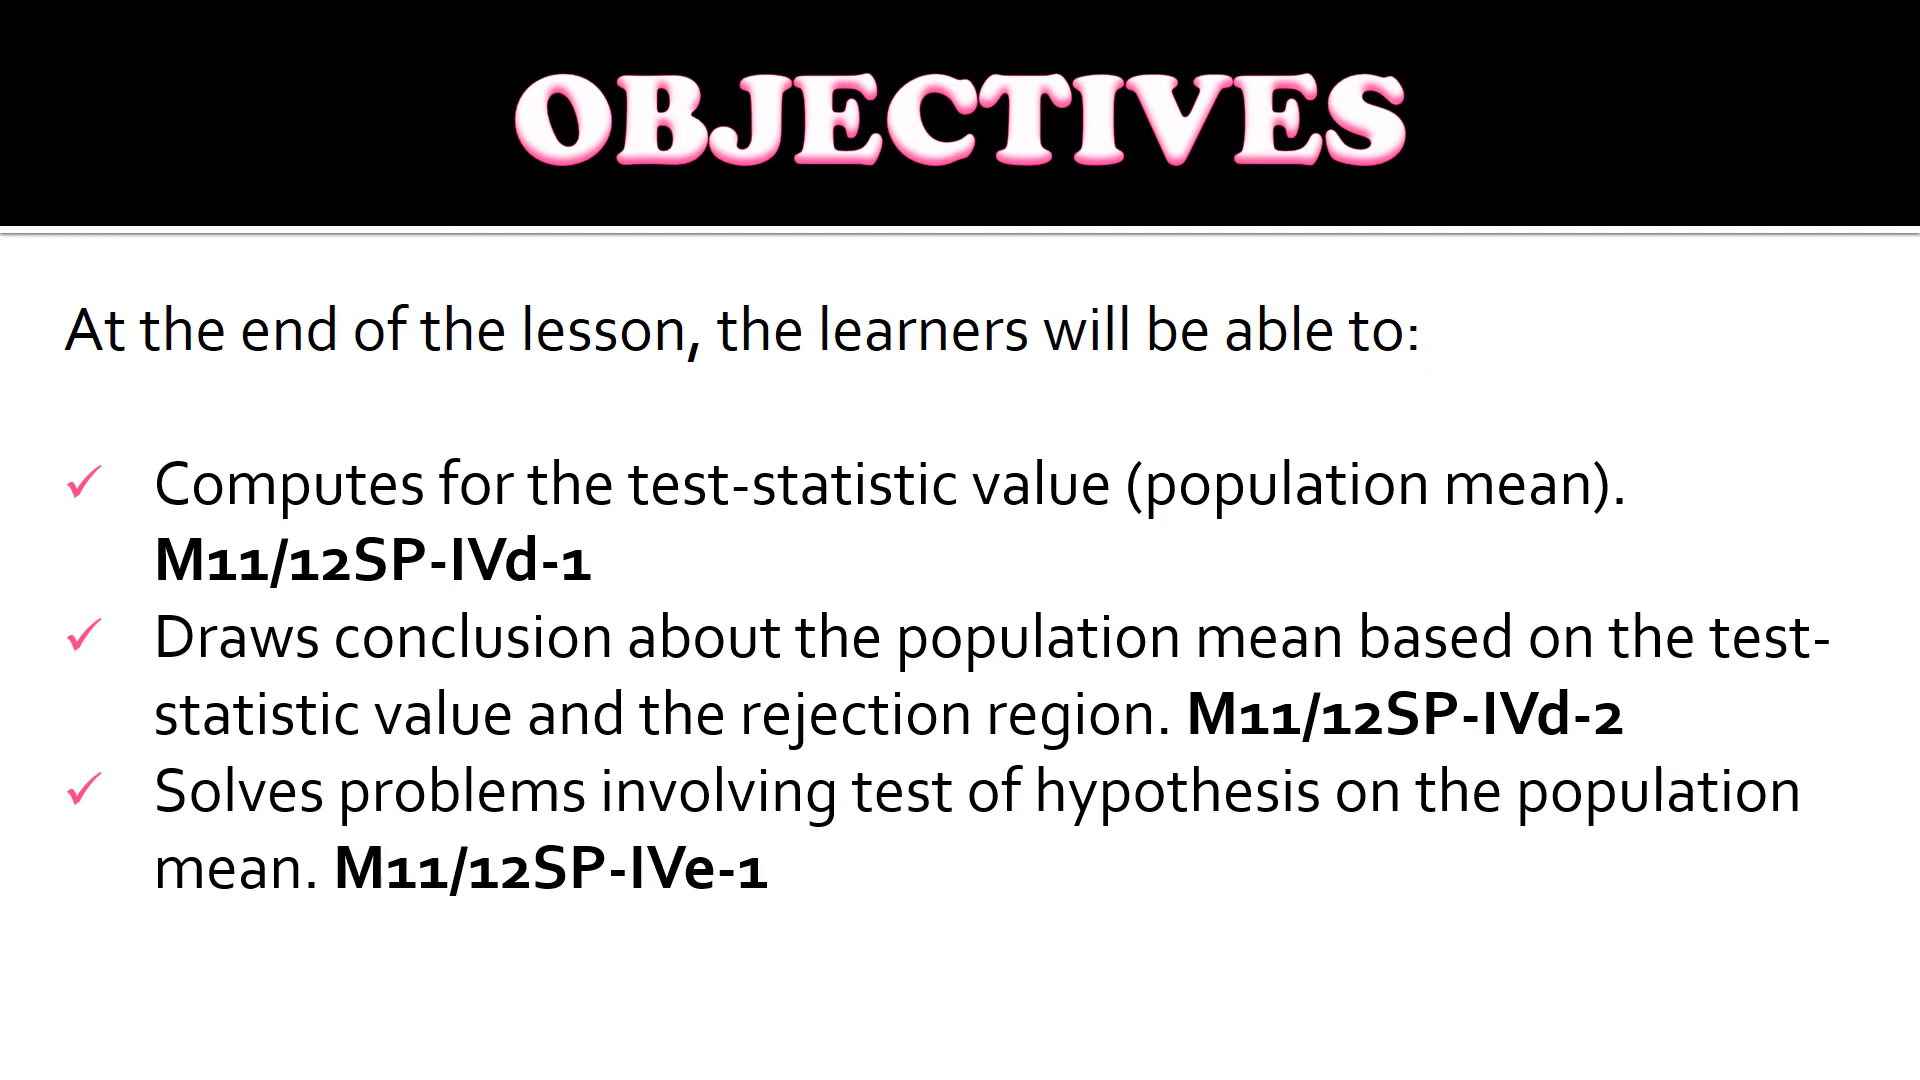 OBJECTIVES
At the end of the lesson, the learners will be able to:
✓ Computes for the test-statistic value (population mean).
M11/12SP-IVd-1
✓ Draws conclusion about the population mean based on the test-
statistic value and the rejection region. M11/12SP-IVd-2
✓ Solves problems involving test of hypothesis on the population
mean. M11/12SP-IVe-1